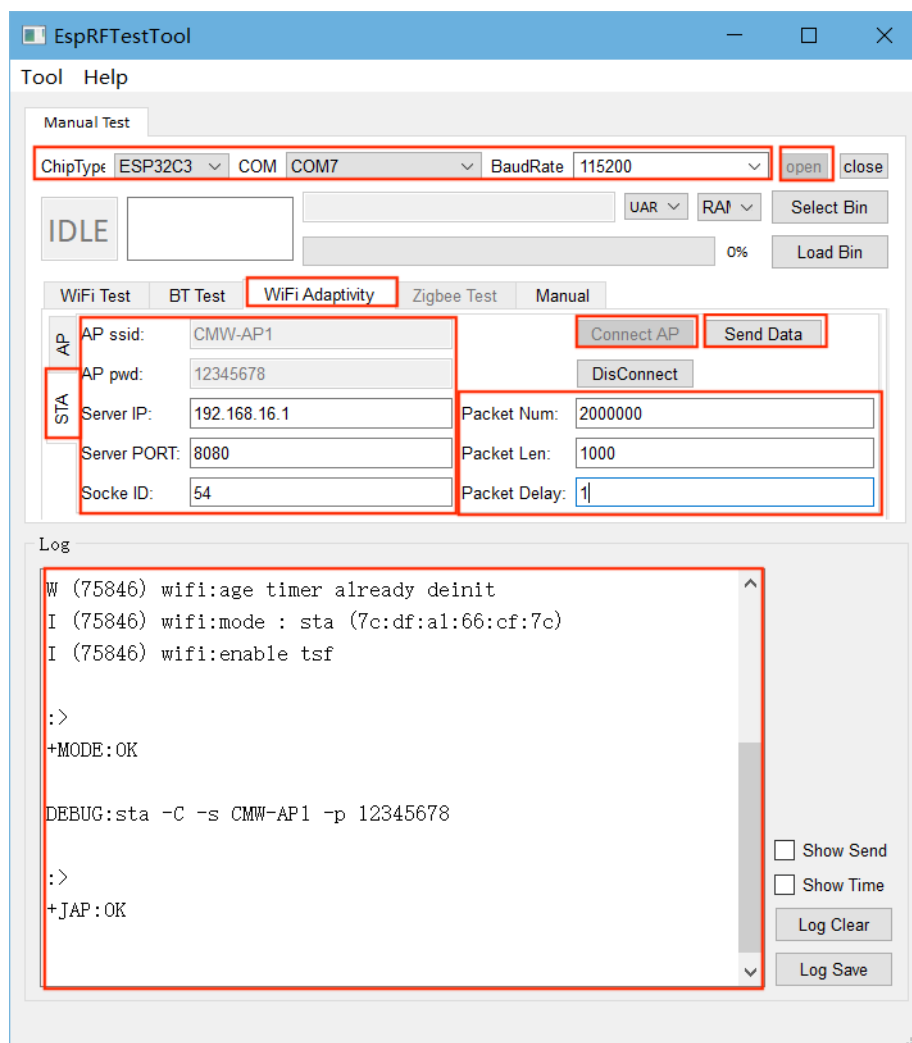 EspRFTestTool
Tool Help
Manual Test
ChipType ESP32C3 COM COM7 BaudRate 115200 open close
IDLE UAR RAM Select Bin
0% Load Bin
WiFi Test BT Test WiFi Adaptivity Zigbee Test Manual
AP
STA
AP ssid: CMW-AP1 Connect AP Send Data
AP pwd: 12345678 DisConnect
Server IP: 192.168.16.1 Packet Num: 2000000
Server PORT: 8080 Packet Len: 1000
Socke ID: 54 Packet Delay: 1
Log
W (75846) wifi:age timer already deinit
I (75846) wifi:mode : sta (7c:df:a1:66:cf:7c)
I (75846) wifi:enable tsf
:>
+MODE:OK
DEBUG:sta -C -s CMW-AP1 -p 12345678
:>
+JAP:OK
Show Send
Show Time
Log Clear
Log Save